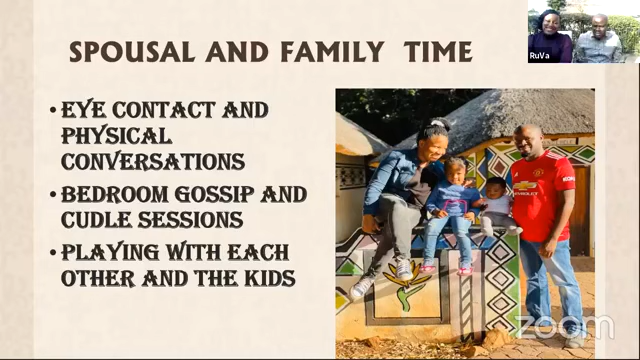 SPOUSAL AND FAMILY TIME
RuVa
• EYE CONTACT AND
PHYSICAL
CONVERSATIONS
• BEDROOM GOSSIP AND
CUDLE SESSIONS
• PLAYING WITH EACH
OTHER AND THE KIDS
CHEVROLET
zoom